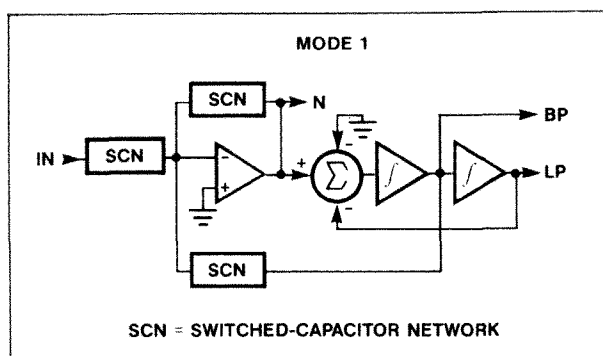 MODE 1
SCN
N
BP
IN
SCN
-
+
+
-
Σ
-
∫
∫
LP
SCN
SCN = SWITCHED-CAPACITOR NETWORK